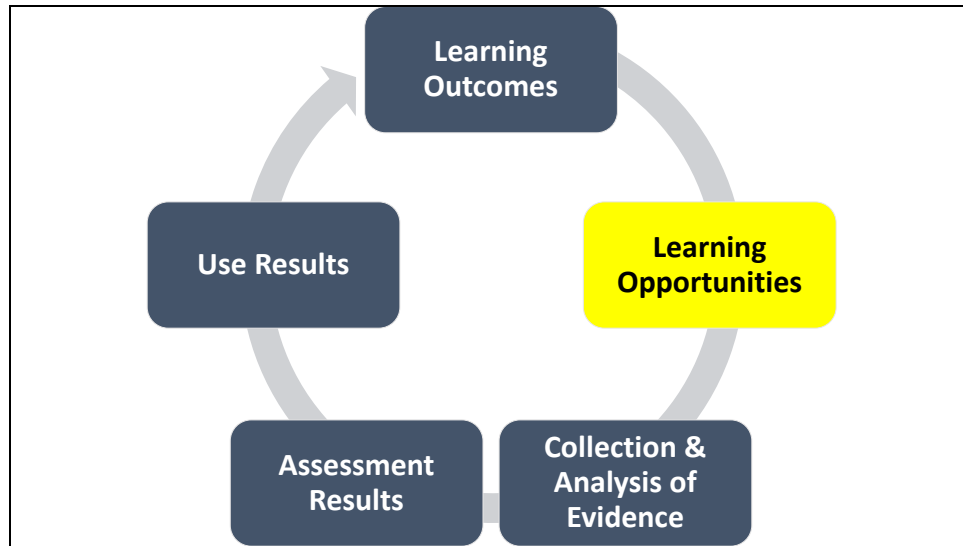 Learning
Outcomes
Learning
Opportunities
Collection &
Analysis of
Evidence
Assessment
Results
Use Results